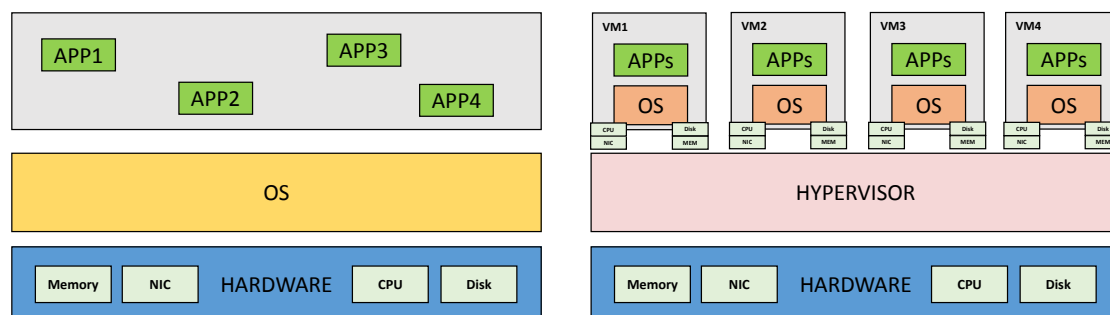 APP1
APP3
APP2
APP4
OS
Memory
NIC
HARDWARE
CPU
Disk
VM1
APPs
OS
CPU
NIC
Disk
MEM
VM2
APPs
OS
CPU
NIC
Disk
MEM
VM3
APPs
OS
CPU
NIC
Disk
MEM
VM4
APPs
OS
CPU
NIC
Disk
MEM
HYPERVISOR
Memory
NIC
HARDWARE
CPU
Disk